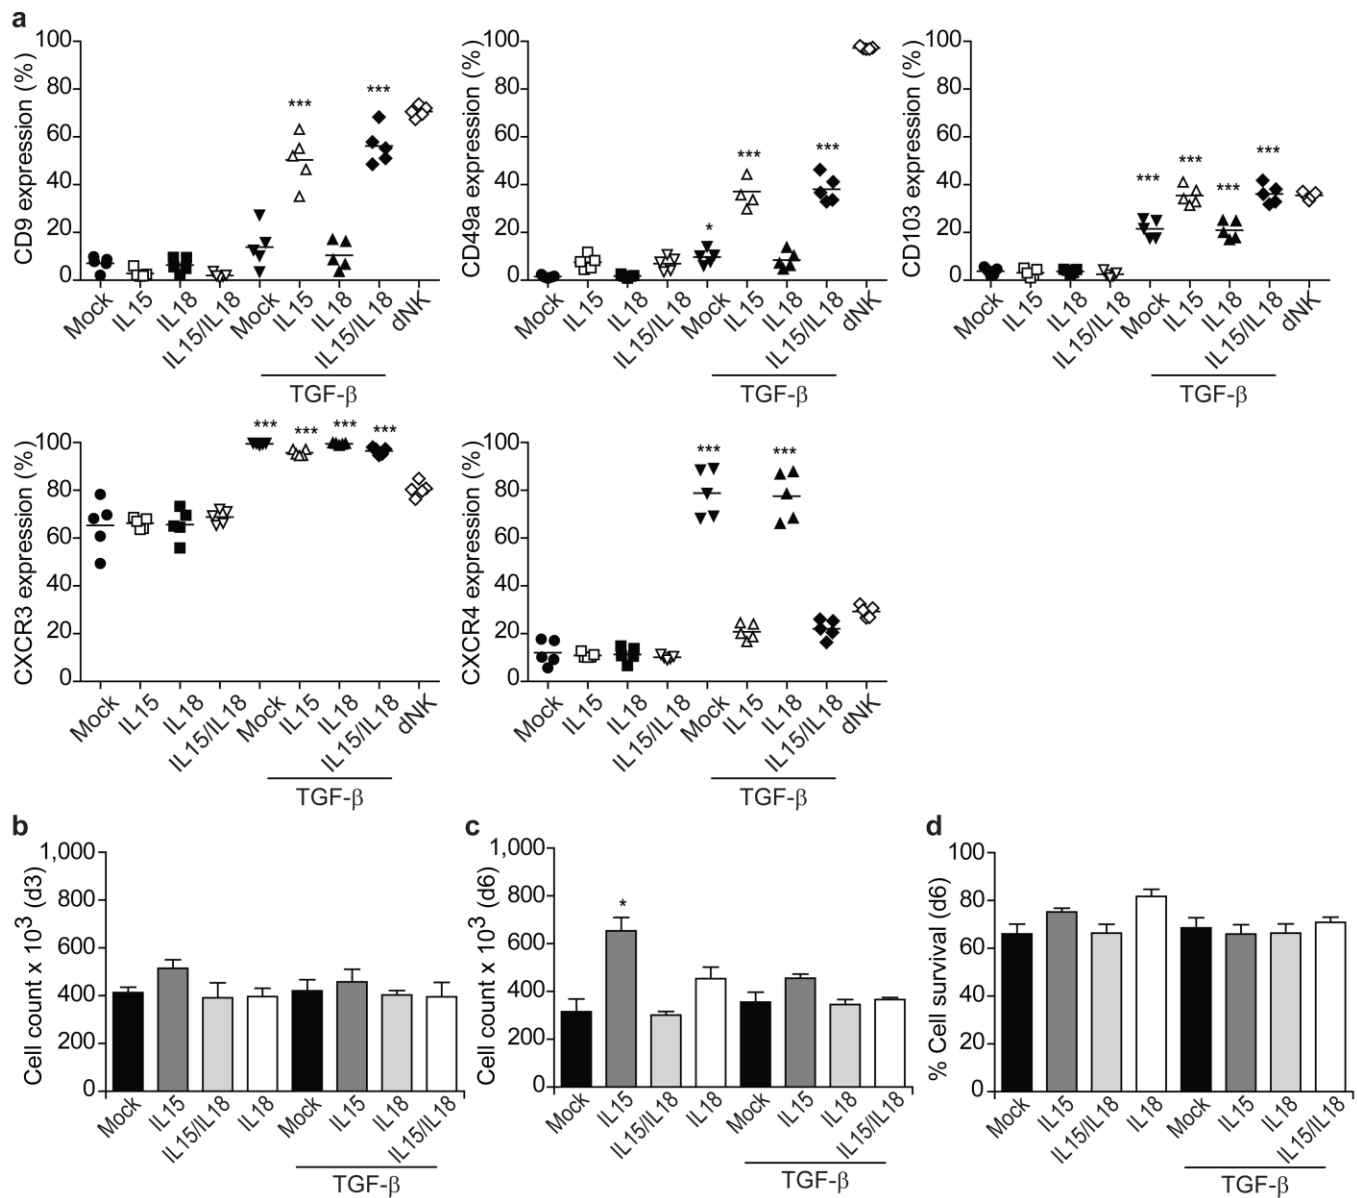 a
CD9 expression (%)
100
80
60
40
20
0
***
***
Mock
IL15
IL18
IL15/IL18
Mock
IL15
IL18
IL15/IL18
dNK
TGF-β
CD49a expression (%)
100
80
60
40
20
0
*
***
***
Mock
IL15
IL18
IL15/IL18
Mock
IL15
IL18
IL15/IL18
dNK
TGF-β
CD103 expression (%)
100
80
60
40
20
0
***
***
***
***
Mock
IL15
IL18
IL15/IL18
Mock
IL15
IL18
IL15/IL18
dNK
TGF-β
CXCR3 expression (%)
100
80
60
40
20
0
***
***
***
***
Mock
IL15
IL18
IL15/IL18
Mock
IL15
IL18
IL15/IL18
dNK
TGF-β
CXCR4 expression (%)
100
80
60
40
20
0
***
***
Mock
IL15
IL18
IL15/IL18
Mock
IL15
IL18
IL15/IL18
dNK
TGF-β
b
Cell count x 10³ (d3)
1,000
800
600
400
200
0
Mock
IL15
IL15/IL18
IL18
Mock
IL15
IL18
IL15/IL18
TGF-β
c
Cell count x 10³ (d6)
1,000
800
600
400
200
0
*
Mock
IL15
IL15/IL18
IL18
Mock
IL15
IL18
IL15/IL18
TGF-β
d
% Cell survival (d6)
100
80
60
40
20
0
Mock
IL15
IL15/IL18
IL18
Mock
IL15
IL18
IL15/IL18
TGF-β